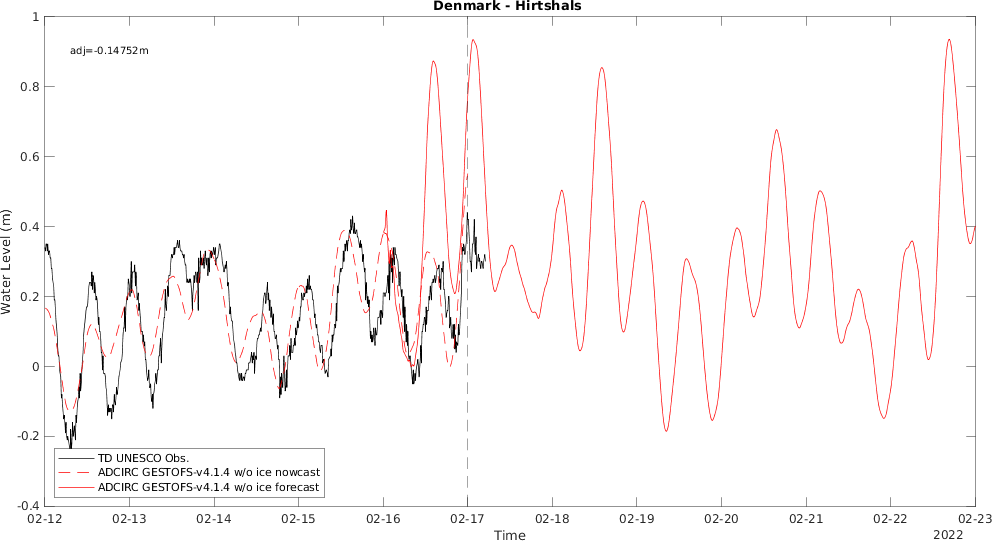 Denmark - Hirtshals
adj=-0.14752m
Water Level (m)
1
0.8
0.6
0.4
0.2
0
-0.2
-0.4
TD UNESCO Obs.
ADCIRC GESTOFS-v4.1.4 w/o ice nowcast
ADCIRC GESTOFS-v4.1.4 w/o ice forecast
02-12 02-13 02-14 02-15 02-16 02-17 02-18 02-19 02-20 02-21 02-22 02-23
Time
2022